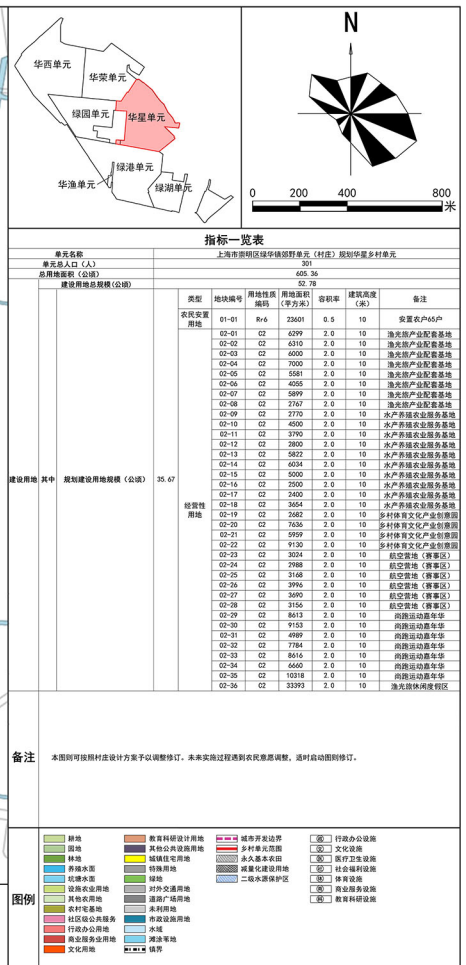 华西单元
华荣单元
绿园单元
华星单元
绿港单元
华渔单元
绿湖单元
N
0 200 400 800
米
指标一览表
单元名称 上海市崇明区绿华镇郊野单元（村庄）规划华星乡村单元
单元总人口（人） 301
总用地面积（公顷） 605.36
建设用地总规模（公顷） 52.78
类型 地块编号 用地性质编码 用地面积（平方米） 容积率 建筑高度（米） 备注
农民安置用地 01-01 Rr6 23601 0.5 10 安置农户65户
02-01 C2 6299 2.0 10 渔光旅产业配套基地
02-02 C2 6310 2.0 10 渔光旅产业配套基地
02-03 C2 6000 2.0 10 渔光旅产业配套基地
02-04 C2 7000 2.0 10 渔光旅产业配套基地
02-05 C2 5581 2.0 10 渔光旅产业配套基地
02-06 C2 4055 2.0 10 渔光旅产业配套基地
02-07 C2 5899 2.0 10 渔光旅产业配套基地
02-08 C2 2767 2.0 10 渔光旅产业配套基地
02-09 C2 2770 2.0 10 水产养殖农业服务基地
02-10 C2 4500 2.0 10 水产养殖农业服务基地
02-11 C2 3790 2.0 10 水产养殖农业服务基地
02-12 C2 2800 2.0 10 水产养殖农业服务基地
02-13 C2 5822 2.0 10 水产养殖农业服务基地
02-14 C2 6034 2.0 10 水产养殖农业服务基地
建设用地 其中 规划建设用地规模（公顷） 35.67
02-15 C2 5000 2.0 10 水产养殖农业服务基地
02-16 C2 2500 2.0 10 水产养殖农业服务基地
02-17 C2 2400 2.0 10 水产养殖农业服务基地
经营性用地
02-18 C2 3654 2.0 10 水产养殖农业服务基地
02-19 C2 2682 2.0 10 乡村体育文化产业创意园
02-20 C2 7636 2.0 10 乡村体育文化产业创意园
02-21 C2 5959 2.0 10 乡村体育文化产业创意园
02-22 C2 9130 2.0 10 乡村体育文化产业创意园
02-23 C2 3024 2.0 10 航空营地（赛事区）
02-24 C2 2988 2.0 10 航空营地（赛事区）
02-25 C2 3168 2.0 10 航空营地（赛事区）
02-26 C2 3996 2.0 10 航空营地（赛事区）
02-27 C2 3690 2.0 10 航空营地（赛事区）
02-28 C2 3156 2.0 10 航空营地（赛事区）
02-29 C2 8613 2.0 10 尚跑运动嘉年华
02-30 C2 9153 2.0 10 尚跑运动嘉年华
02-31 C2 4989 2.0 10 尚跑运动嘉年华
02-32 C2 7784 2.0 10 尚跑运动嘉年华
02-33 C2 8616 2.0 10 尚跑运动嘉年华
02-34 C2 6660 2.0 10 尚跑运动嘉年华
02-35 C2 10318 2.0 10 尚跑运动嘉年华
02-36 C2 33393 2.0 10 渔光旅休闲度假区
备注 本图则可按照村庄设计方案予以调整修订。未来实施过程遇到农民意愿调整，适时启动图则修订。
图例
耕地 教育科研设计用地 城市开发边界 行政办公设施
园地 其他公共设施用地 乡村单元范围 文化设施
林地 城镇住宅用地 永久基本农田 医疗卫生设施
养殖水面 特殊用地 减量化建设用地 社会福利设施
坑塘水面 绿地 二级水源保护区 体育设施
设施农业用地 对外交通用地 商业服务设施
其他农用地 道路广场用地 教育科研设施
农村宅基地 未利用地
社区级公共服务 市政设施用地
行政办公用地 水域
商业服务业用地 滩涂苇地
文化用地 镇界